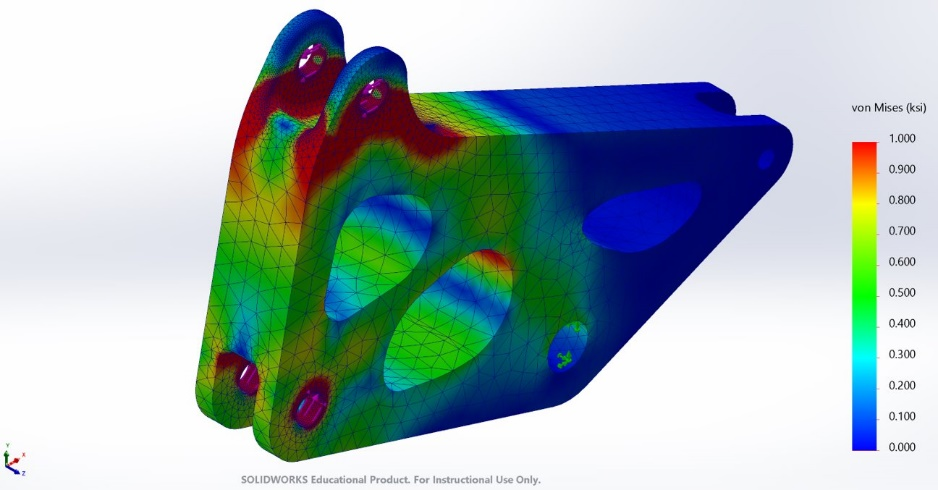 von Mises (ksi)
1.000
0.900
0.800
0.700
0.600
0.500
0.400
0.300
0.200
0.100
0.000
Y
X
Z
SOLIDWORKS Educational Product. For Instructional Use Only.